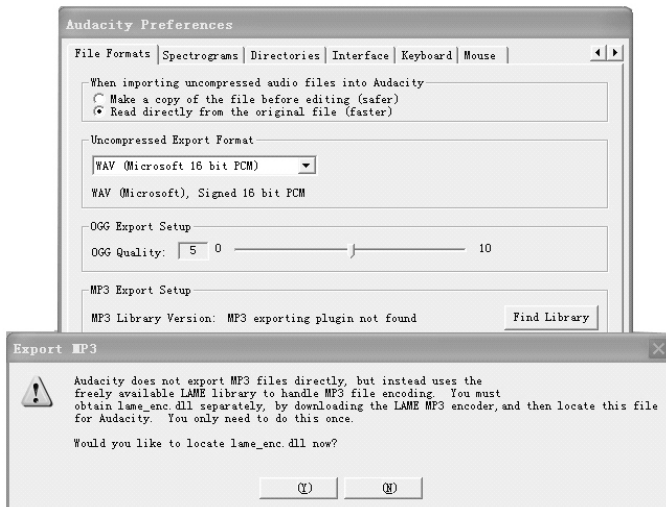 Audacity Preferences
File Formats Spectrograms Directories Interface Keyboard Mouse
When importing uncompressed audio files into Audacity
Make a copy of the file before editing (safer)
Read directly from the original file (faster)
Uncompressed Export Format
WAV (Microsoft 16 bit PCM)
WAV (Microsoft), Signed 16 bit PCM
OGG Export Setup
OGG Quality: 5 0 10
MP3 Export Setup
MP3 Library Version: MP3 exporting plugin not found Find Library
Export MP3
Audacity does not export MP3 files directly, but instead uses the
freely available LAME library to handle MP3 file encoding. You must
obtain lame_enc.dll separately, by downloading the LAME MP3 encoder, and then locate this file
for Audacity. You only need to do this once.
Would you like to locate lame_enc.dll now?
(Y) (N)